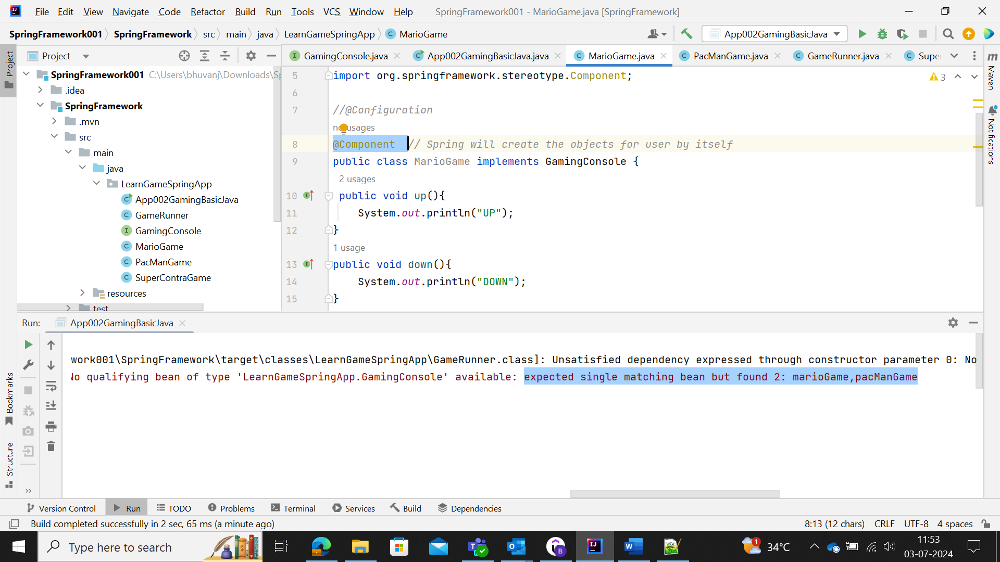 File Edit View Navigate Code Refactor Build Run Tools VCS Window Help SpringFramework001 - MarioGame.java [SpringFramework]
SpringFramework001 SpringFramework src main java LearnGameSpringApp MarioGame App002GamingBasicJava
Project
GamingConsole.java App002GamingBasicJava.java MarioGame.java PacManGame.java GameRunner.java Supe
Project
SpringFramework001 C:\Users\bhuvanj\Downloads\Sp
.idea
SpringFramework
.mvn
src
main
java
LearnGameSpringApp
App002GamingBasicJava
GameRunner
GamingConsole
MarioGame
PacManGame
SuperContraGame
resources
test
5 import org.springframework.stereotype.Component;
3
6
7 //@Configuration
usages
8 @Component // Spring will create the objects for user by itself
9 public class MarioGame implements GamingConsole {
2 usages
10 public void up(){
11 System.out.println("UP");
12 }
1 usage
13 public void down(){
14 System.out.println("DOWN");
15 }
Maven
Notifications
Run: App002GamingBasicJava
work001\SpringFramework\target\classes\LearnGameSpringApp\GameRunner.class]: Unsatisfied dependency expressed through constructor parameter 0: No
No qualifying bean of type 'LearnGameSpringApp.GamingConsole' available: expected single matching bean but found 2: marioGame,pacManGame
Bookmarks
Structure
Version Control Run TODO Problems Terminal Services Build Dependencies
Build completed successfully in 2 sec, 65 ms (a minute ago) 8:13 (12 chars) CRLF UTF-8 4 spaces
Type here to search
1 34°C
11:53
03-07-2024